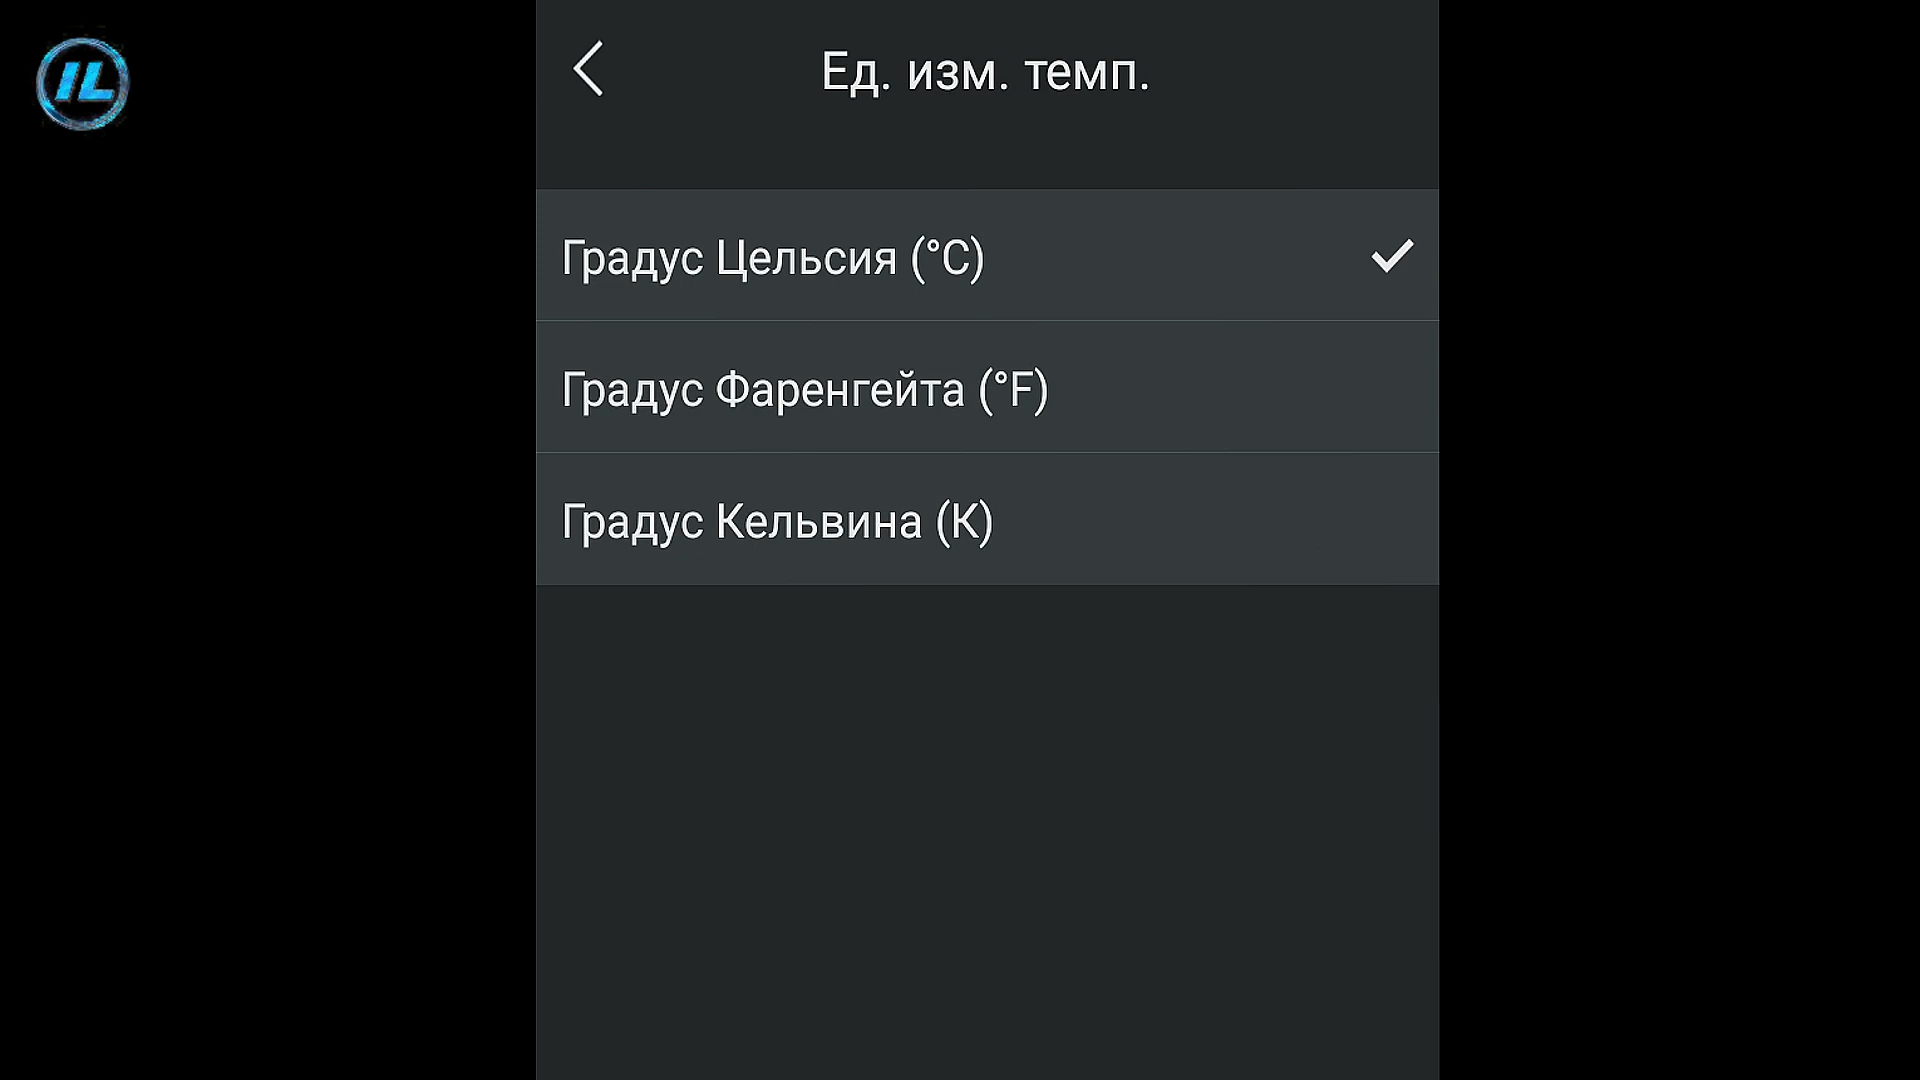 IL
Ед. изм. темп.
Градус Цельсия (°C)
Градус Фаренгейта (°F)
Градус Кельвина (К)